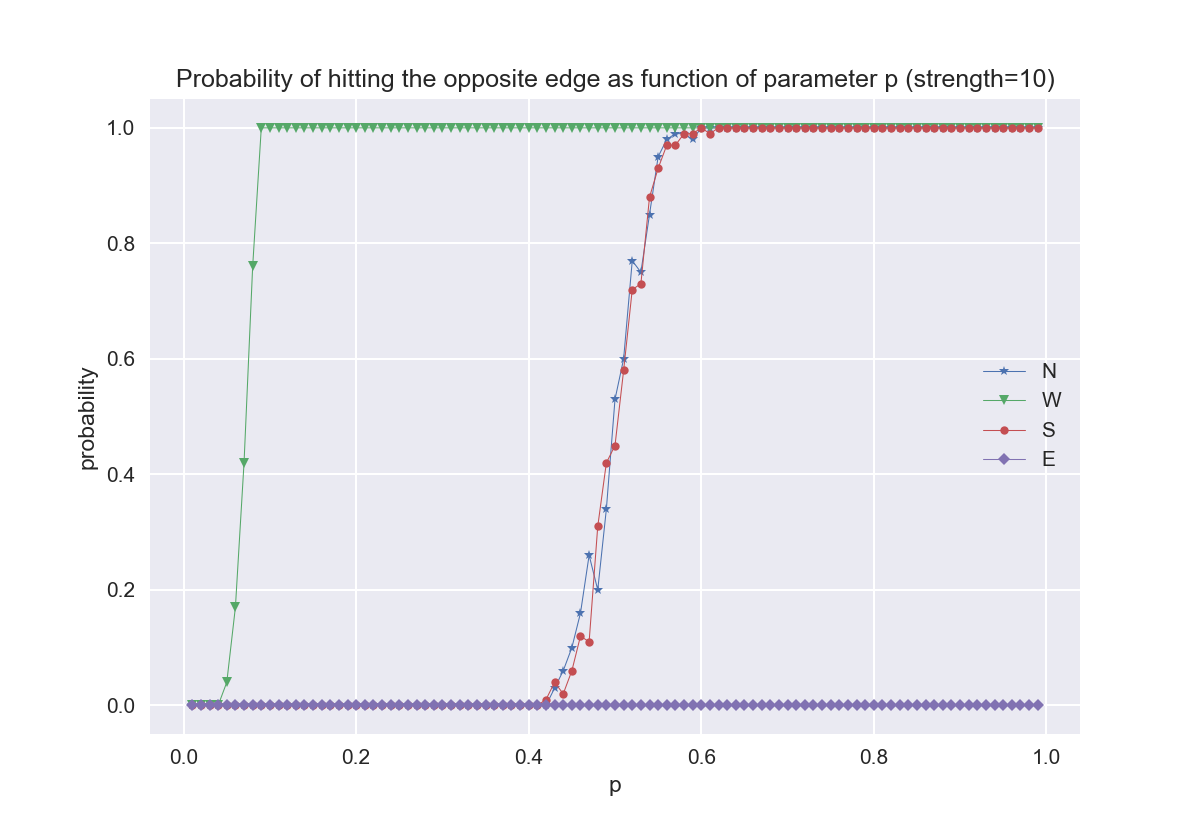 Probability of hitting the opposite edge as function of parameter p (strength=10)
1.0
0.8
0.6
0.4
0.2
0.0
probability
N
W
S
E
0.0 0.2 0.4 0.6 0.8 1.0
p